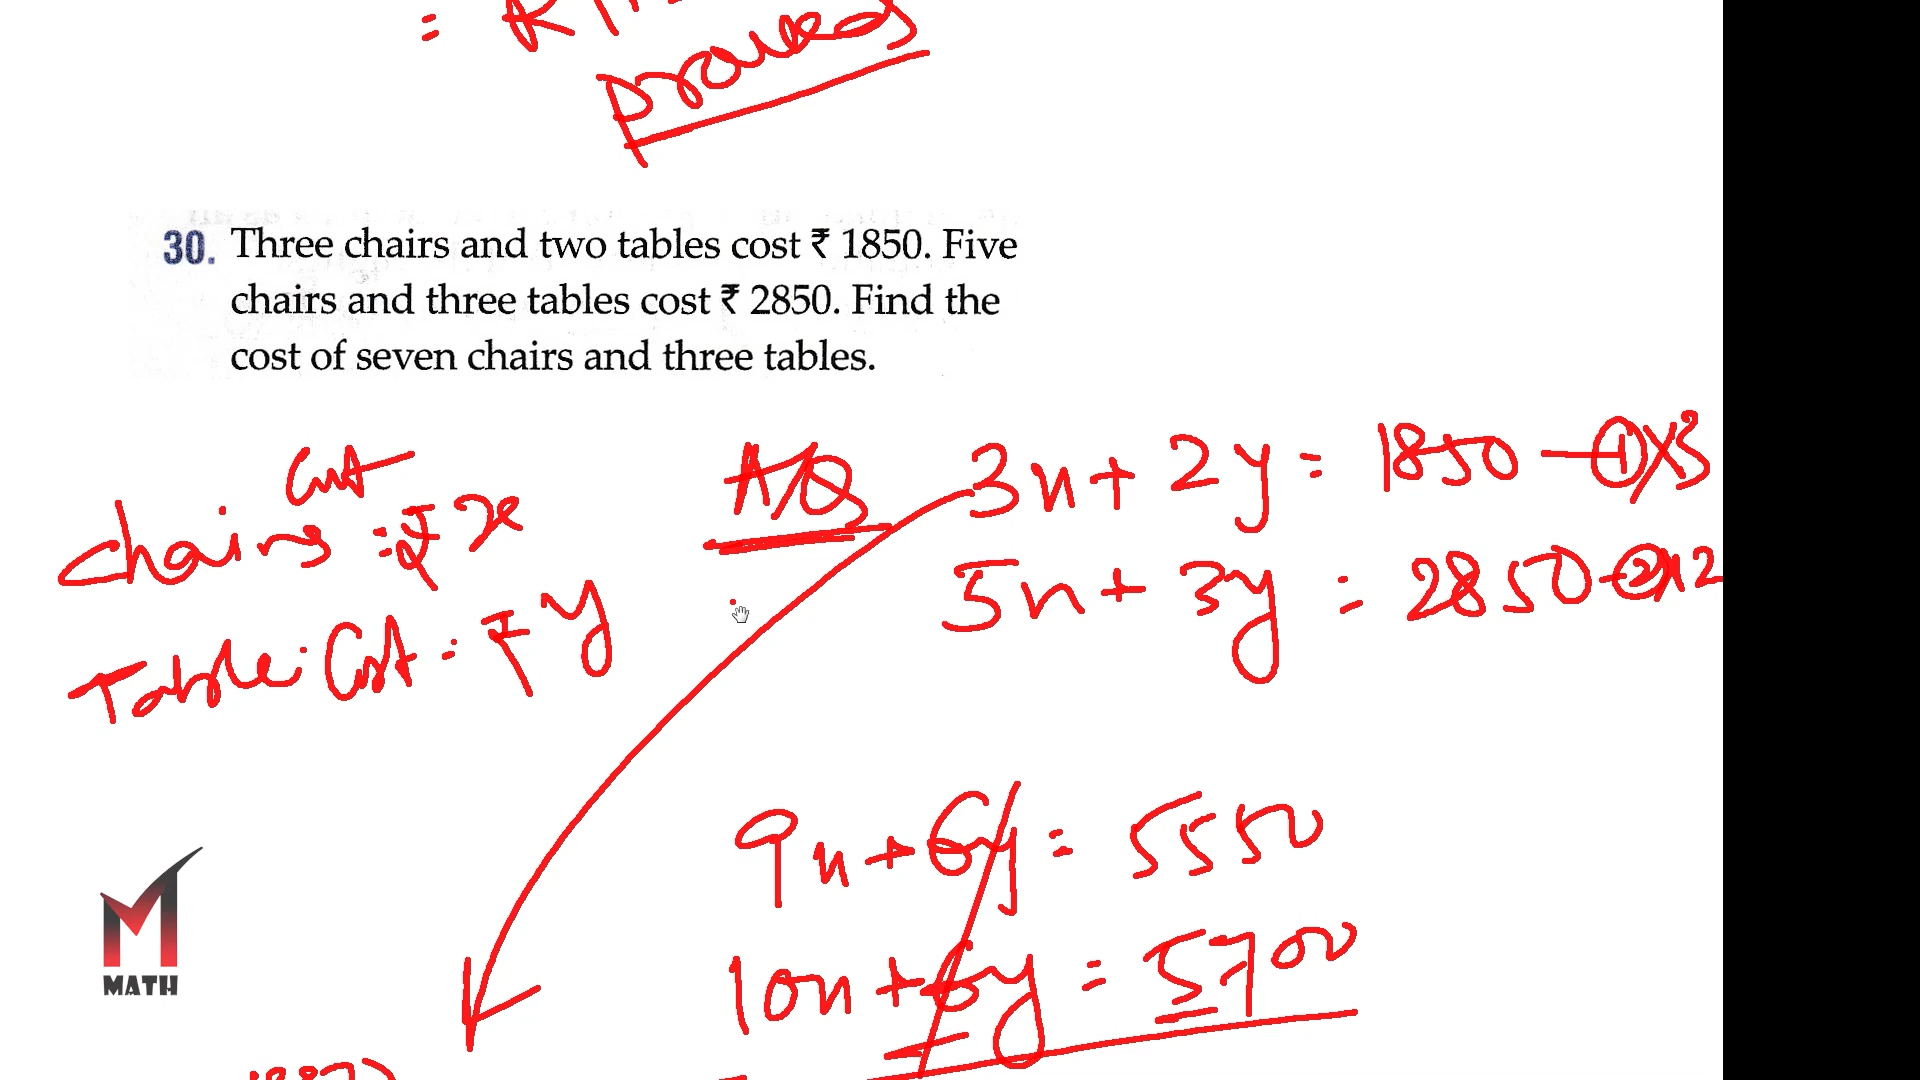 proved
30. Three chairs and two tables cost ₹ 1850. Five
chairs and three tables cost ₹ 2850. Find the
cost of seven chairs and three tables.
Cost
Chairs = ₹ x
Table Cost = ₹ y
A/Q
3x + 2y = 1850 — ① × 3
5x + 3y = 2850 - ② × 2
9x + 6y = 5550
10x + 6y = 5700
MATH